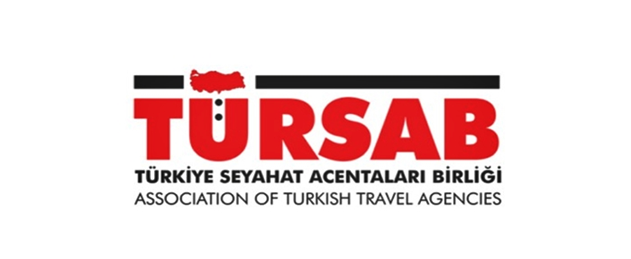 TÜRSAB
TÜRKİYE SEYAHAT ACENTALARI BİRLİĞİ
ASSOCIATION OF TURKISH TRAVEL AGENCIES